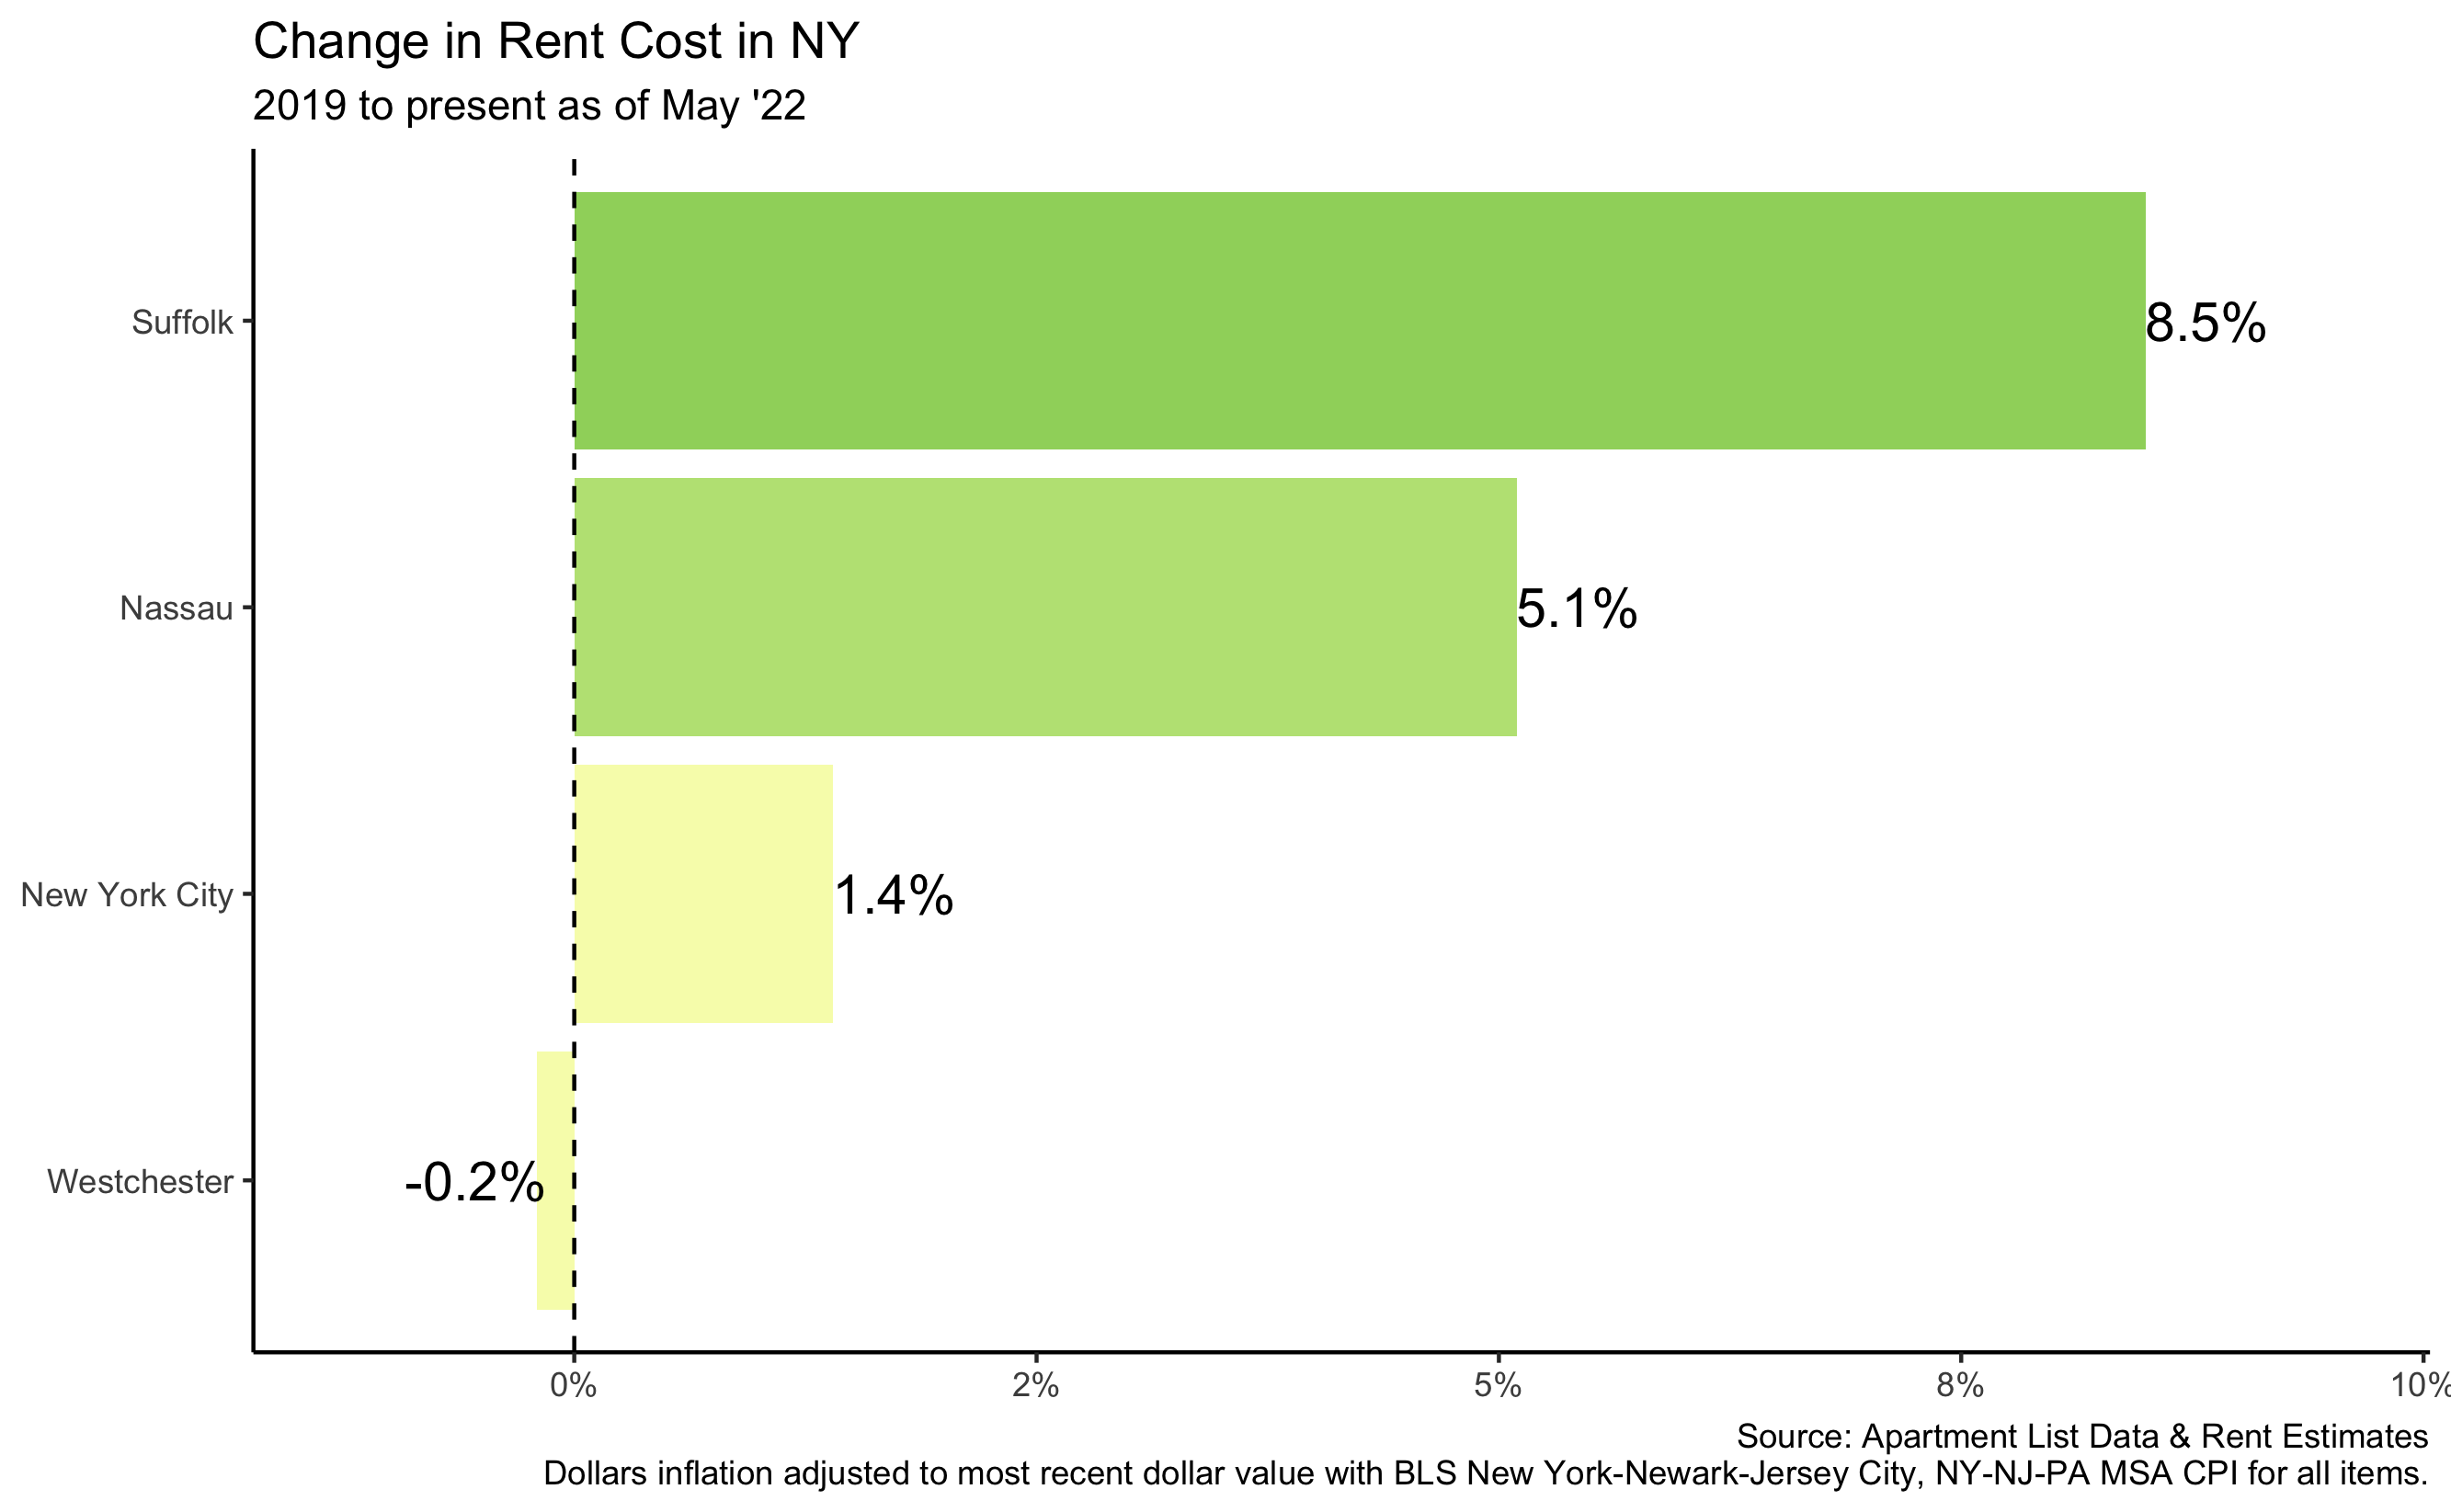 Change in Rent Cost in NY
2019 to present as of May '22
Suffolk
8.5%
Nassau
5.1%
New York City
1.4%
Westchester
-0.2%
0% 2% 5% 8% 10%
Source: Apartment List Data & Rent Estimates
Dollars inflation adjusted to most recent dollar value with BLS New York-Newark-Jersey City, NY-NJ-PA MSA CPI for all items.